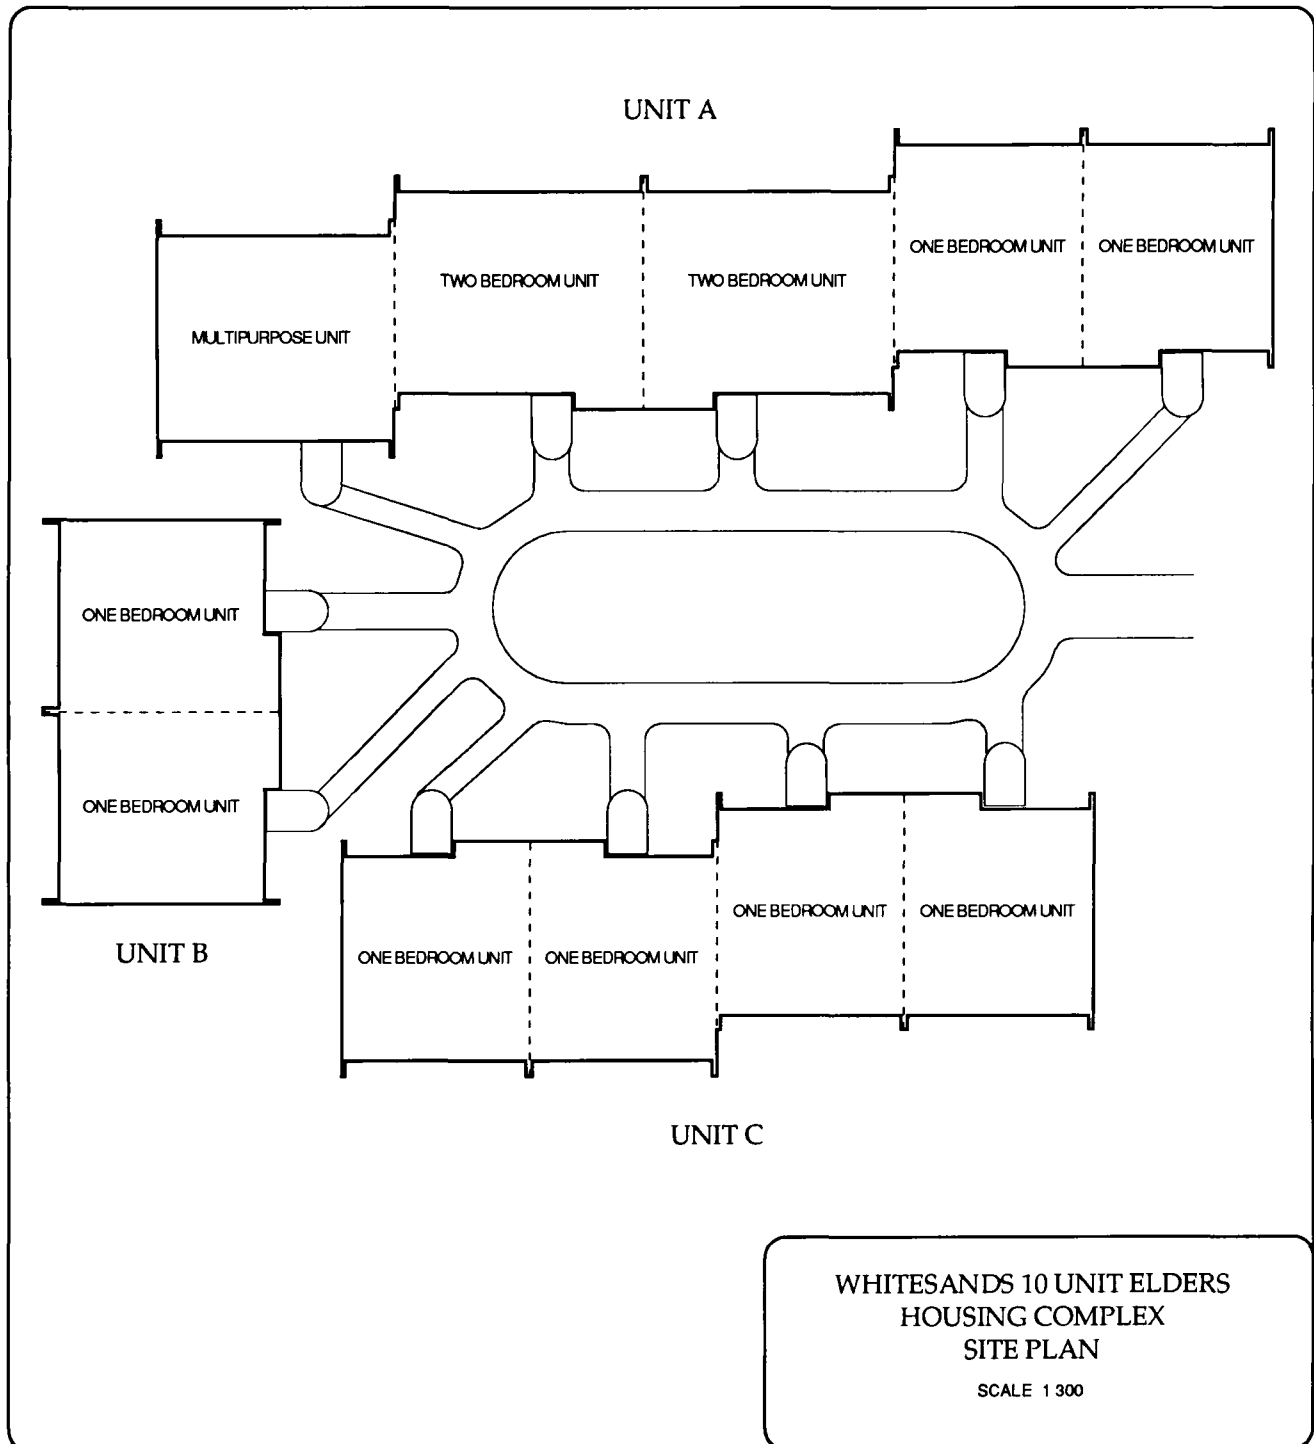 UNIT A
ONE BEDROOM UNIT
ONE BEDROOM UNIT
TWO BEDROOM UNIT
TWO BEDROOM UNIT
MULTIPURPOSE UNIT
ONE BEDROOM UNIT
ONE BEDROOM UNIT
UNIT B
ONE BEDROOM UNIT
ONE BEDROOM UNIT
ONE BEDROOM UNIT
ONE BEDROOM UNIT
UNIT C
WHITESANDS 10 UNIT ELDERS
HOUSING COMPLEX
SITE PLAN
SCALE 1 300